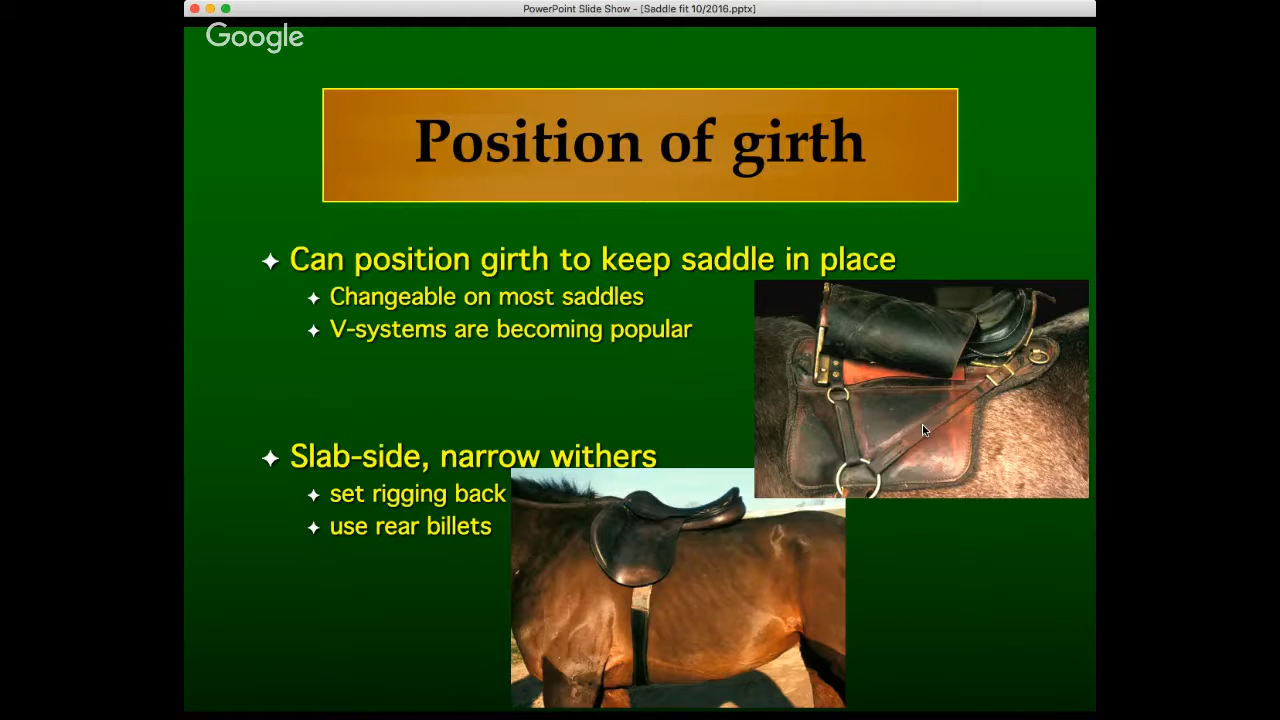 PowerPoint Slide Show - [Saddle fit 10/2016.pptx]
Google
Position of girth
Can position girth to keep saddle in place
Changeable on most saddles
V-systems are becoming popular
Slab-side, narrow withers
set rigging back
use rear billets